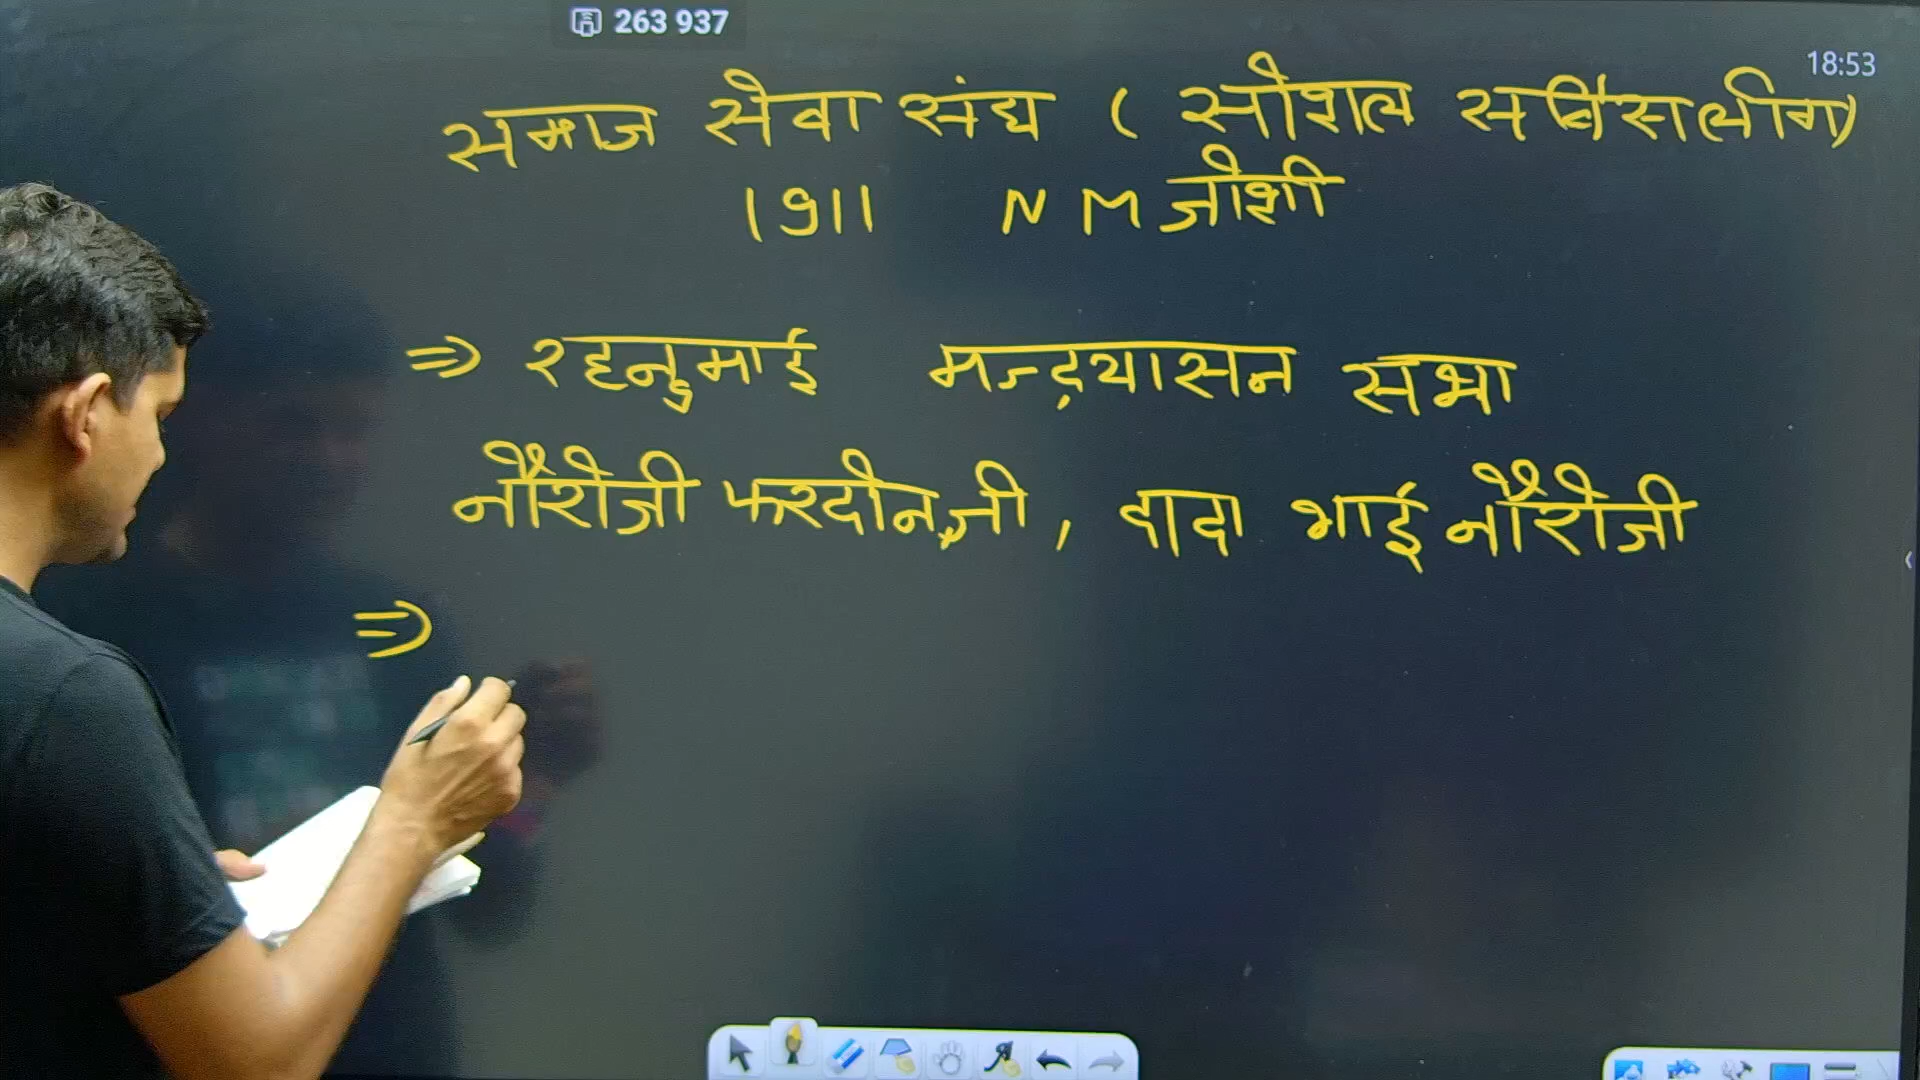 263 937
18:53
समाज सेवा संघ ( सोशल सर्विस लीग)
1911 N M जोशी
⇒ रहनुमाई मज्दयासन सभा
नौरोजी फरदोनजी, दादा भाई नौरोजी
⇒